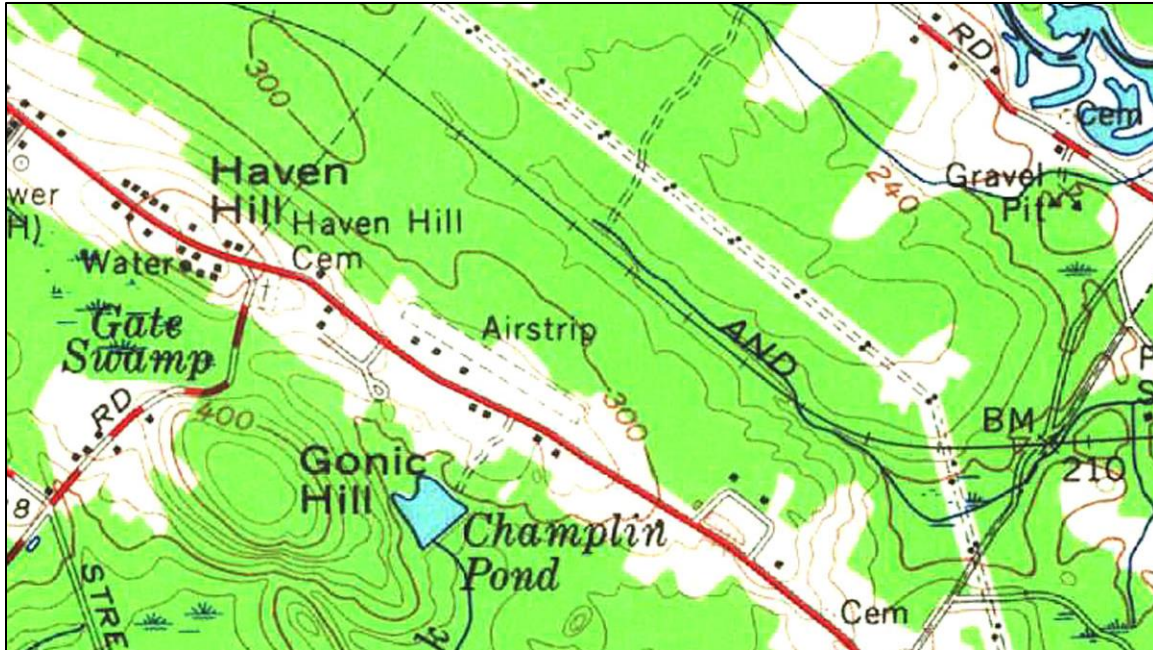 RD
300
Cem
Haven
Hill
Gravel
Pit
240
wer
H)
Haven Hill
Cem
Water
Gate
Swamp
Airstrip
AND
RD
400
300
BM
210
Gonic
Hill
Champlin
Pond
8
STRE
Cem